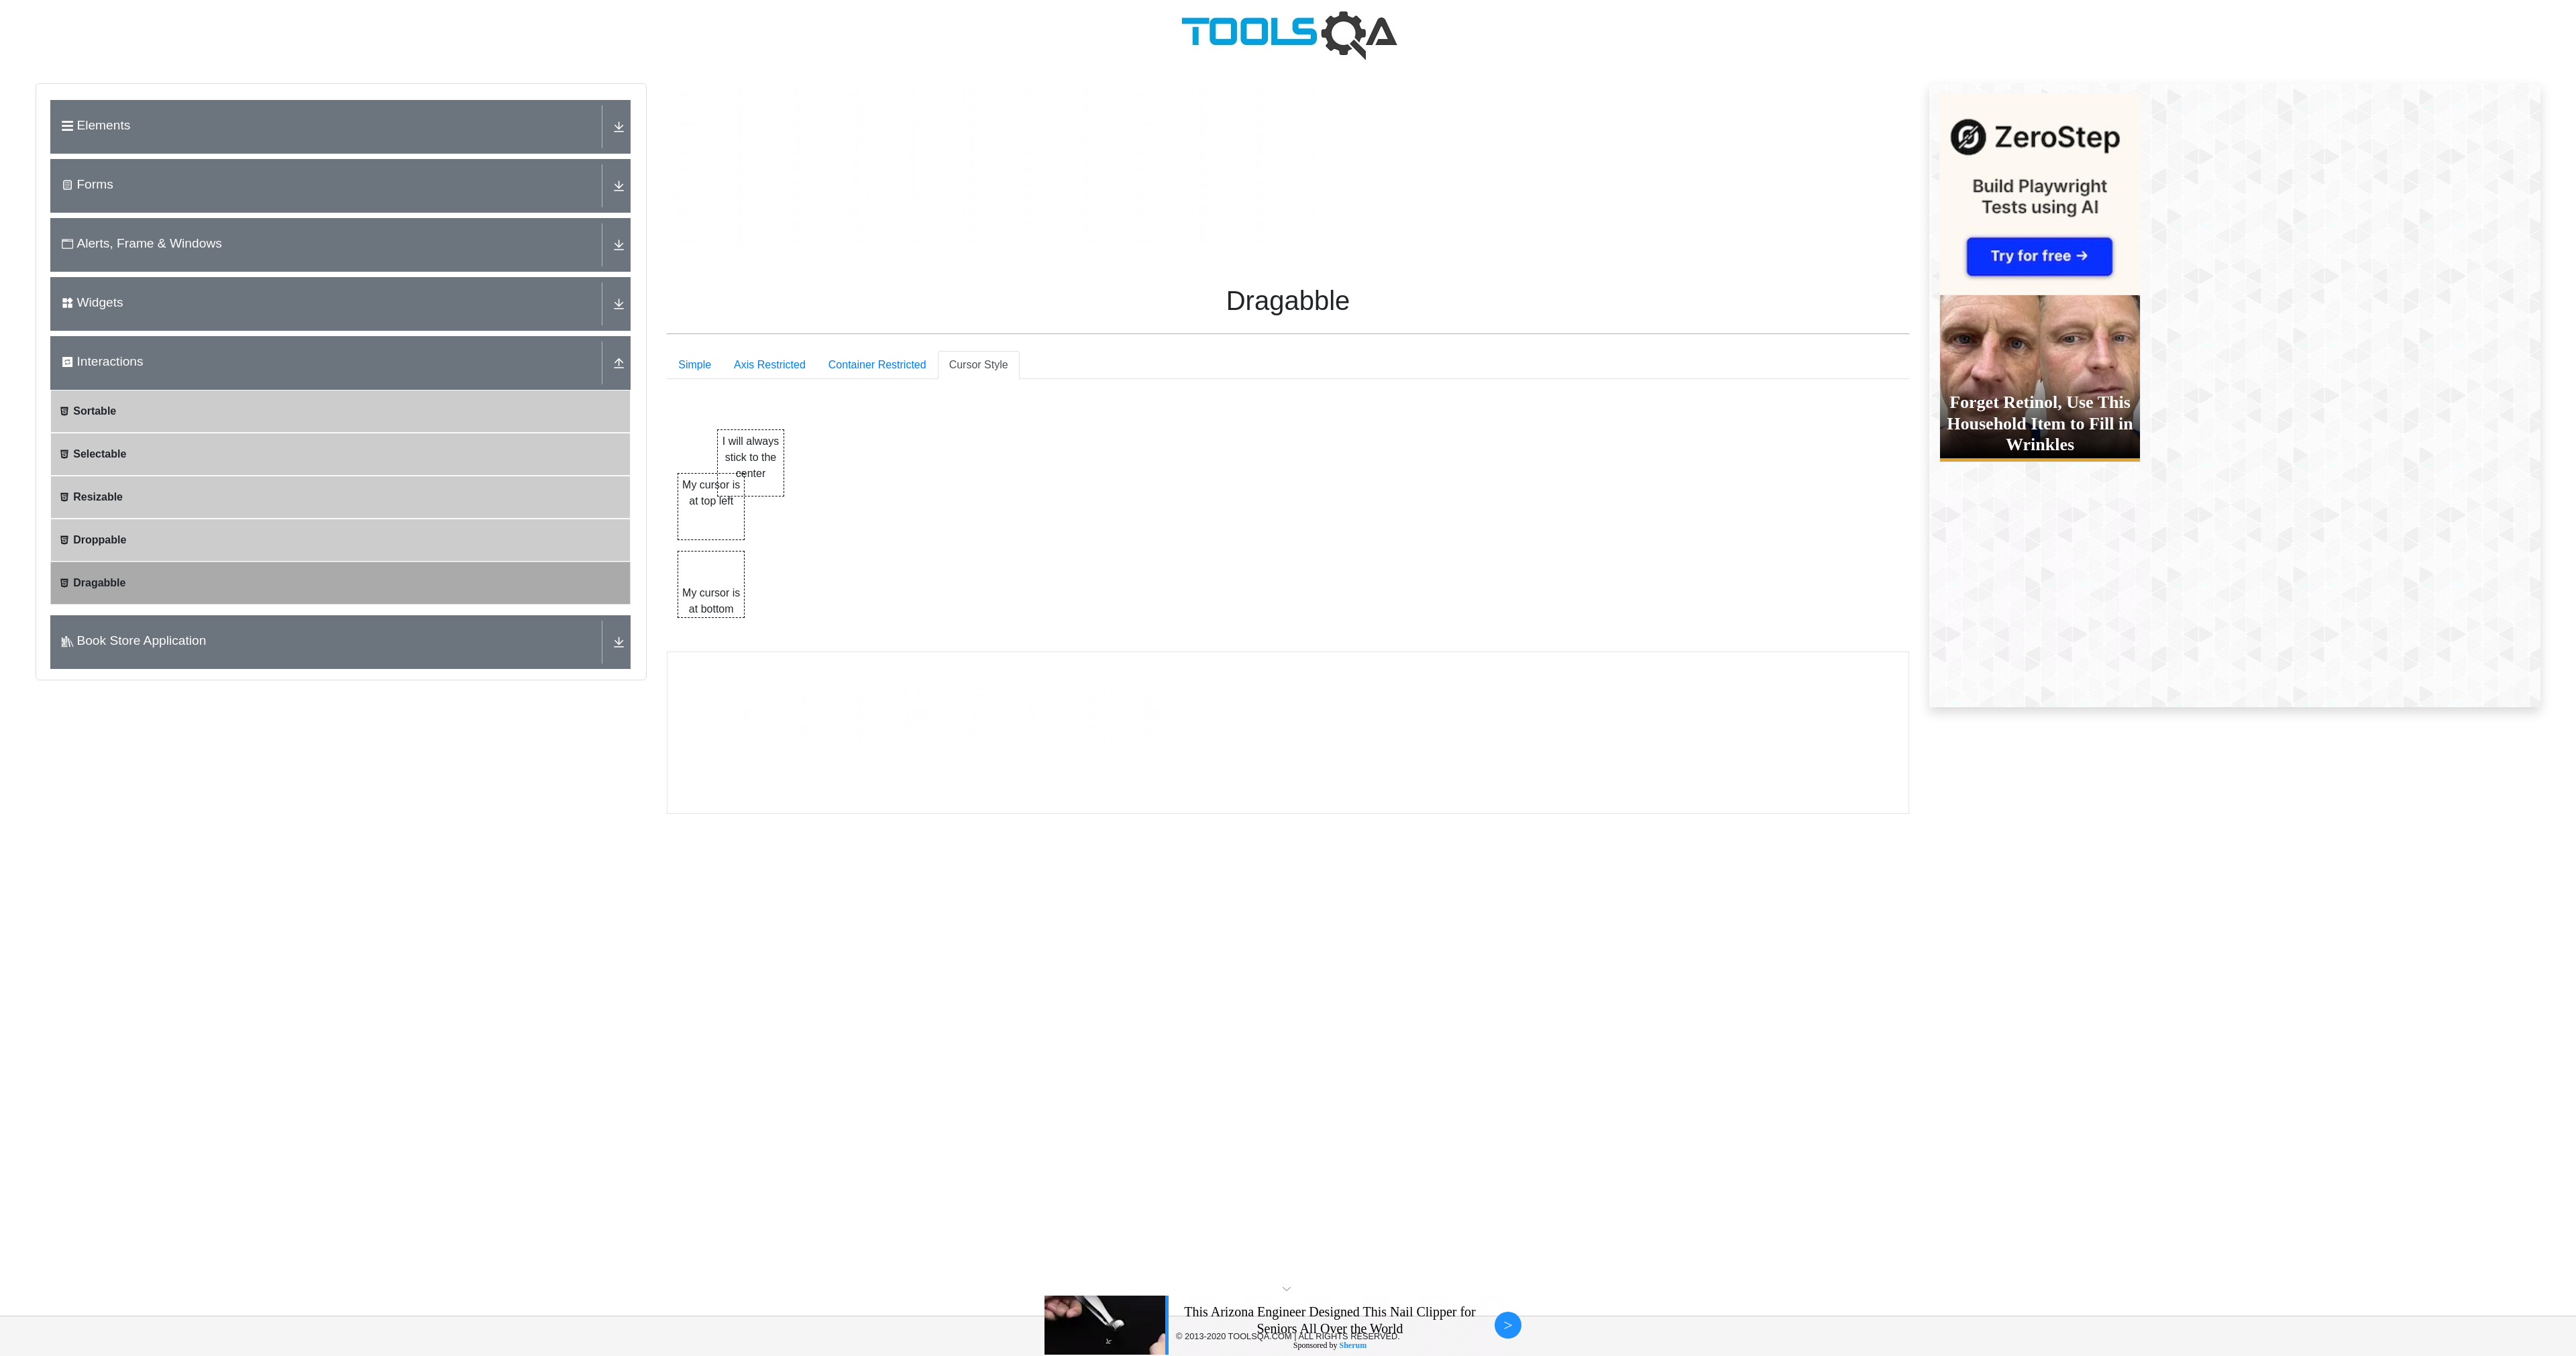 TOOLSQA
Elements
Forms
Alerts, Frame & Windows
Widgets
Interactions
Sortable
Selectable
Resizable
Droppable
Dragabble
Book Store Application
Dragabble
Simple
Axis Restricted
Container Restricted
Cursor Style
I will always
stick to the
center
My cursor is
at top left
My cursor is
at bottom
ZeroStep
Build Playwright
Tests using AI
Try for free →
Forget Retinol, Use This
Household Item to Fill in
Wrinkles
This Arizona Engineer Designed This Nail Clipper for
Seniors All Over the World
© 2013-2020 TOOLSQA.COM | ALL RIGHTS RESERVED.
Sponsored by Sherum
>